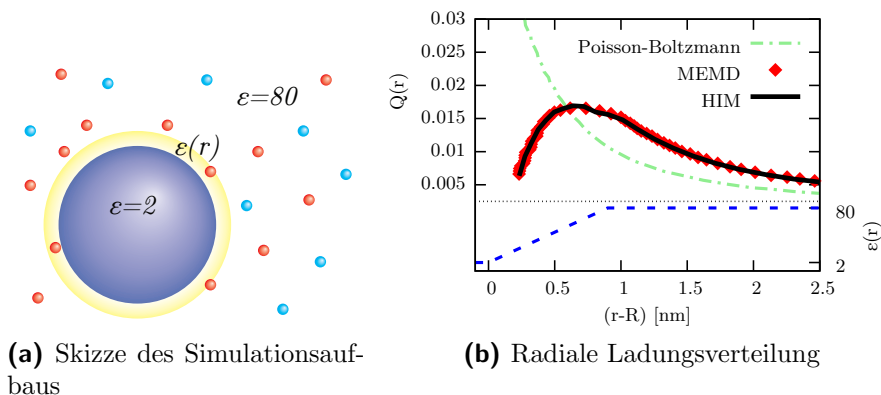 ε=80
ε(r)
ε=2
(a) Skizze des Simulationsauf-
baus
0.03
0.025
0.02
0.015
0.01
0.005
Q(r)
Poisson-Boltzmann
MEMD
HIM
80
2
ε(r)
0
0.5
1
1.5
2
2.5
(r-R) [nm]
(b) Radiale Ladungsverteilung